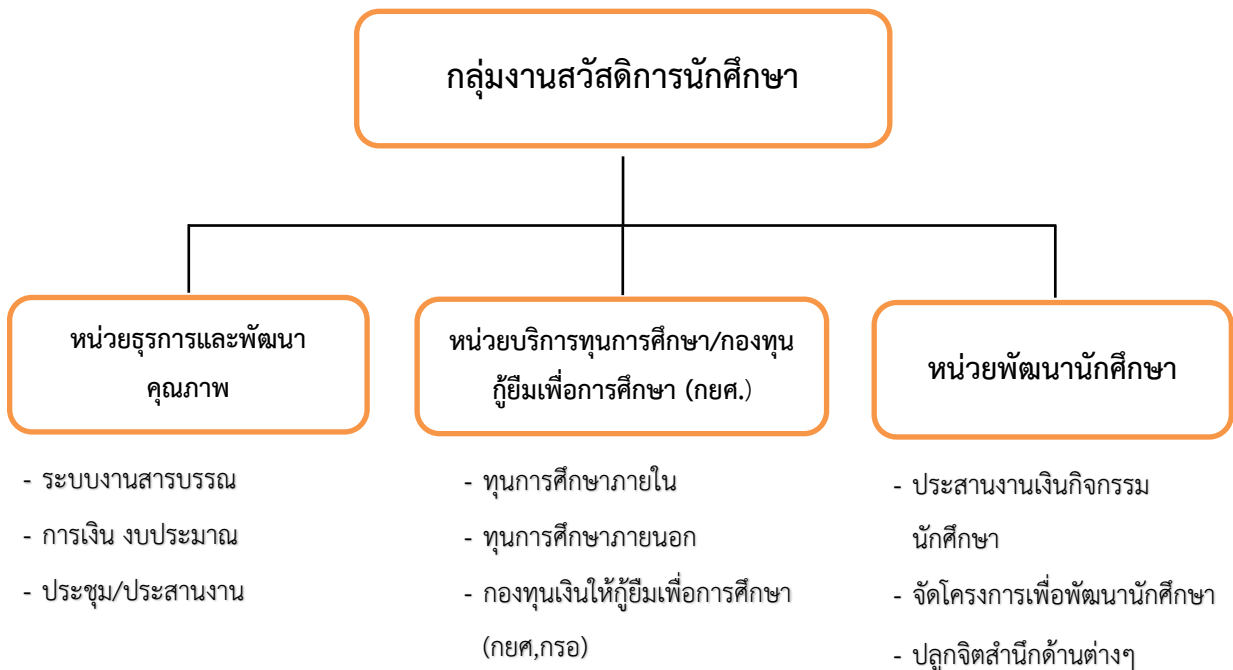 กลุ่มงานสวัสดิการนักศึกษา
หน่วยธุรการและพัฒนา
คุณภาพ
หน่วยบริการทุนการศึกษา/กองทุน
กู้ยืมเพื่อการศึกษา (กยศ.)
หน่วยพัฒนานักศึกษา
- ระบบงานสารบรรณ
- การเงิน งบประมาณ
- ประชุม/ประสานงาน
- ทุนการศึกษาภายใน
- ทุนการศึกษาภายนอก
- กองทุนเงินให้กู้ยืมเพื่อการศึกษา
(กยศ,กรอ)
- ประสานงานเงินกิจกรรม
นักศึกษา
- จัดโครงการเพื่อพัฒนานักศึกษา
- ปลูกจิตสำนึกด้านต่างๆ